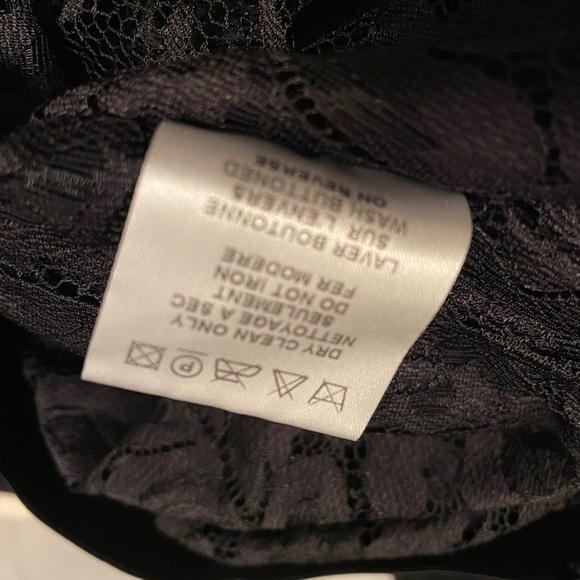 P
DRY CLEAN ONLY
NETTOYAGE A SEC
SEULEMENT
DO NOT IRON
FER MODERE
LAVER BOUTONNE
SUR L'ENVERS
WASH BUTTONED
ON REVERSE